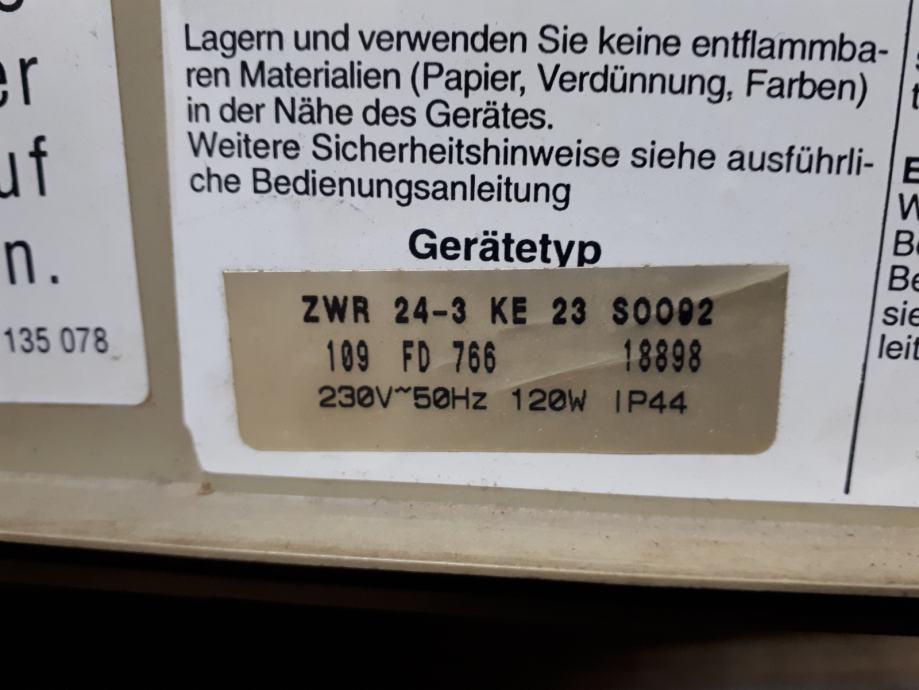 er
uf
n.
135 078
Lagern und verwenden Sie keine entflammba-
ren Materialien (Papier, Verdünnung, Farben)
in der Nähe des Gerätes.
Weitere Sicherheitshinweise siehe ausführli-
che Bedienungsanleitung
Gerätetyp
ZWR 24-3 KE 23 S0092
109 FD 766 18898
230V~50Hz 120W IP44
E
W
Be
Be
sie
leit